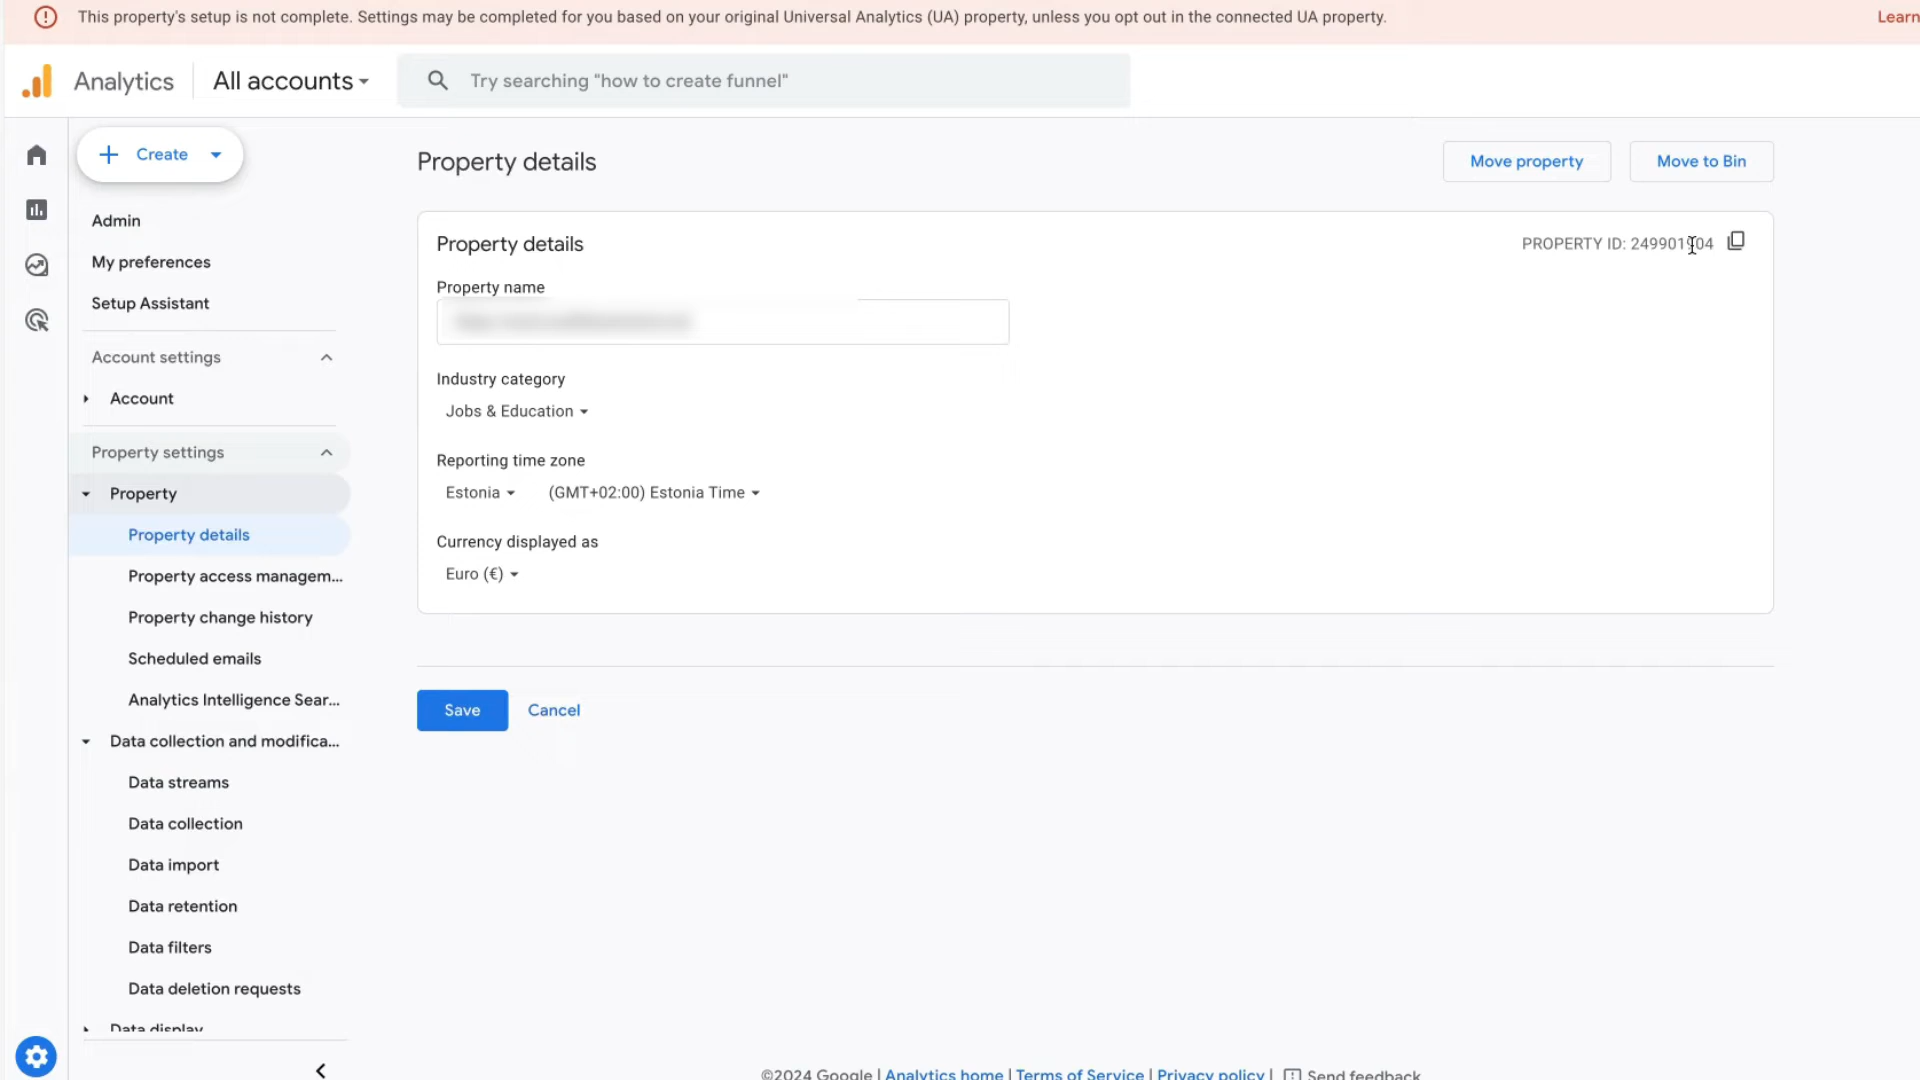 This property's setup is not complete. Settings may be completed for you based on your original Universal Analytics (UA) property, unless you opt out in the connected UA property.
Learn
Analytics
All accounts
Try searching "how to create funnel"
Create
Admin
My preferences
Setup Assistant
Account settings
Account
Property settings
Property
Property details
Property access managem...
Property change history
Scheduled emails
Analytics Intelligence Sear...
Data collection and modifica...
Data streams
Data collection
Data import
Data retention
Data filters
Data deletion requests
Data display
Property details
Move property
Move to Bin
Property details
PROPERTY ID:
Property name
Industry category
Jobs & Education
Reporting time zone
Estonia (GMT+02:00) Estonia Time
Currency displayed as
Euro (€)
Save Cancel
©2024 Google | Analytics home | Terms of Service | Privacy policy | Send feedback